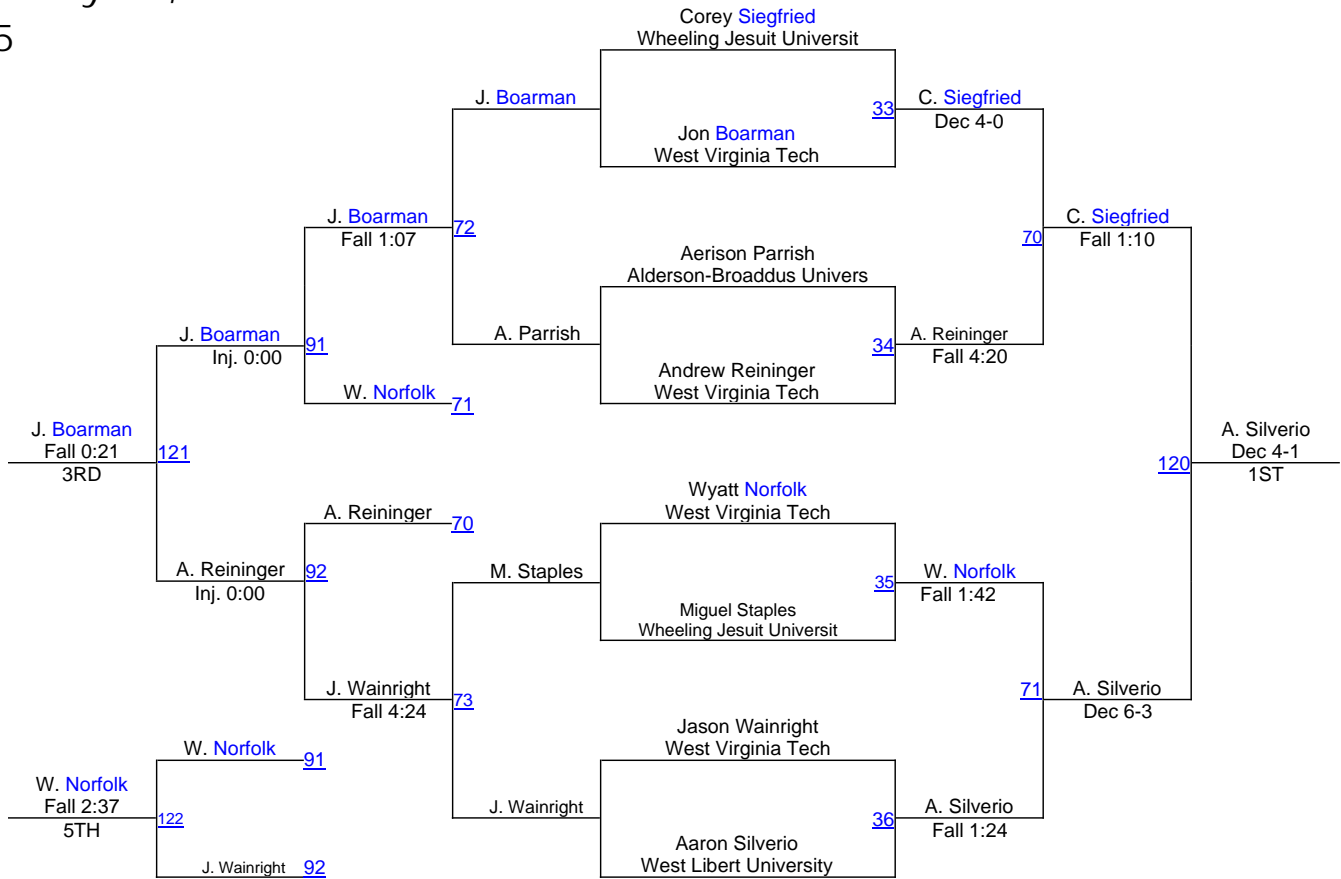 5
Corey Siegfried
Wheeling Jesuit Universit
J. Boarman
33
C. Siegfried
Dec 4-0
Jon Boarman
West Virginia Tech
J. Boarman
Fall 1:07
72
70
C. Siegfried
Fall 1:10
Aerison Parrish
Alderson-Broaddus Univers
J. Boarman
Inj. 0:00
91
A. Parrish
34
A. Reininger
Fall 4:20
Andrew Reininger
West Virginia Tech
W. Norfolk
71
J. Boarman
Fall 0:21
3RD
121
120
A. Silverio
Dec 4-1
1ST
Wyatt Norfolk
West Virginia Tech
A. Reininger
70
A. Reininger
Inj. 0:00
92
M. Staples
35
W. Norfolk
Fall 1:42
Miguel Staples
Wheeling Jesuit Universit
J. Wainright
Fall 4:24
73
71
A. Silverio
Dec 6-3
Jason Wainright
West Virginia Tech
W. Norfolk
91
W. Norfolk
Fall 2:37
5TH
122
J. Wainright
36
A. Silverio
Fall 1:24
Aaron Silverio
West Libert University
J. Wainright
92